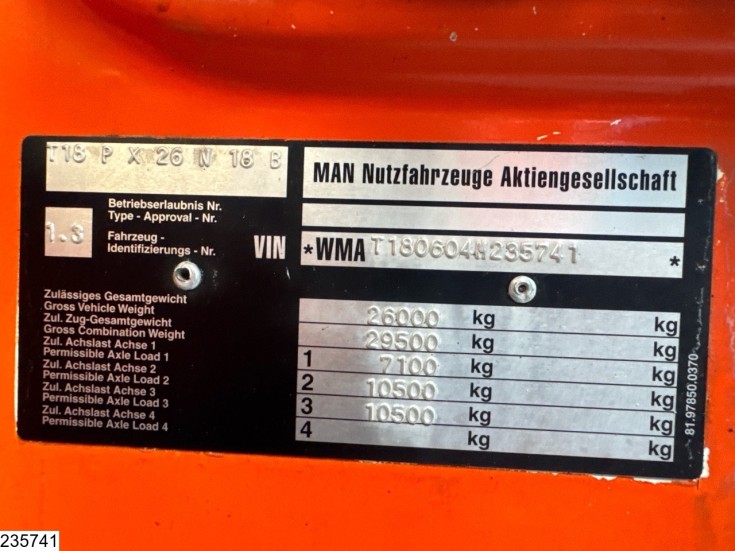 T18 P X 26 N 18 B
MAN Nutzfahrzeuge Aktiengesellschaft
Betriebserlaubnis Nr.
Type - Approval - Nr.
1.3
Fahrzeug -
Identifizierungs - Nr.
VIN
*WMA T180604M235741 *
Zulässiges Gesamtgewicht
Gross Vehicle Weight
26000 kg kg
Zul. Zug-Gesamtgewicht
Gross Combination Weight
29500 kg kg
Zul. Achslast Achse 1
Permissible Axle Load 1
1 7100 kg kg
Zul. Achslast Achse 2
Permissible Axle Load 2
2 10500 kg kg
Zul. Achslast Achse 3
Permissible Axle Load 3
3 10500 kg kg
Zul. Achslast Achse 4
Permissible Axle Load 4
4 kg kg
81.97850.0370
235741